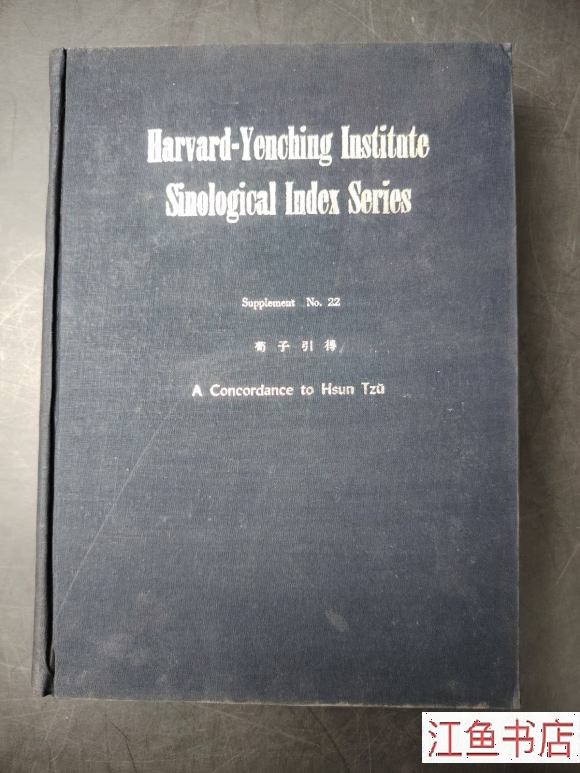 Harvard-Yenching Institute
Sinological Index Series
Supplement No. 22
荀子引得
A Concordance to Hsun Tzŭ
江鱼书店